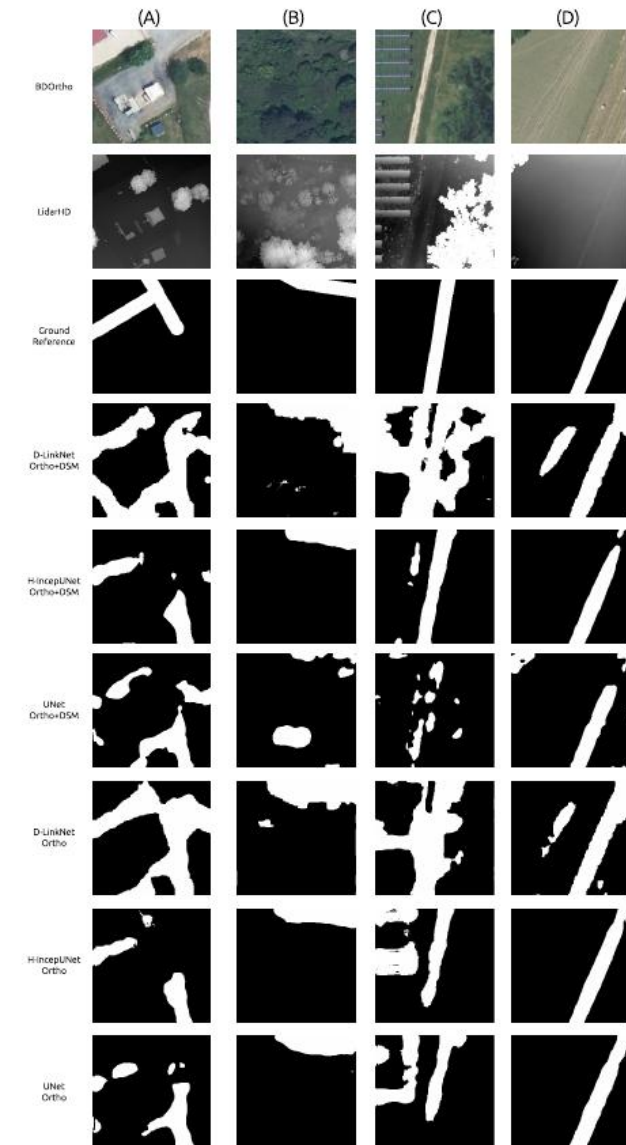 (A) (B) (C) (D)
BDOrtho
LidarHD
Ground
Reference
D-LinkNet
Ortho+DSM
H-IncepUNet
Ortho+DSM
UNet
Ortho+DSM
D-LinkNet
Ortho
H-IncepUNet
Ortho
UNet
Ortho